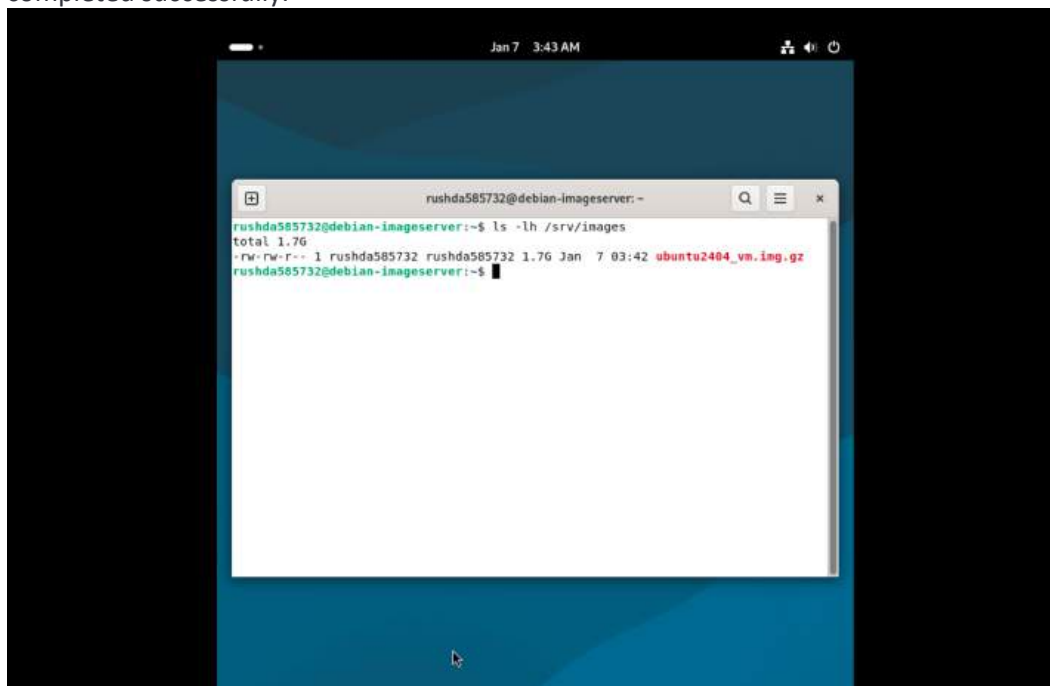 completed successfully.
Jan 7 3:43 AM
rushda585732@debian-imageserver: ~
rushda585732@debian-imageserver:~$ ls -lh /srv/images
total 1.7G
-rw-rw-r-- 1 rushda585732 rushda585732 1.7G Jan  7 03:42 ubuntu2404_vm.img.gz
rushda585732@debian-imageserver:~$